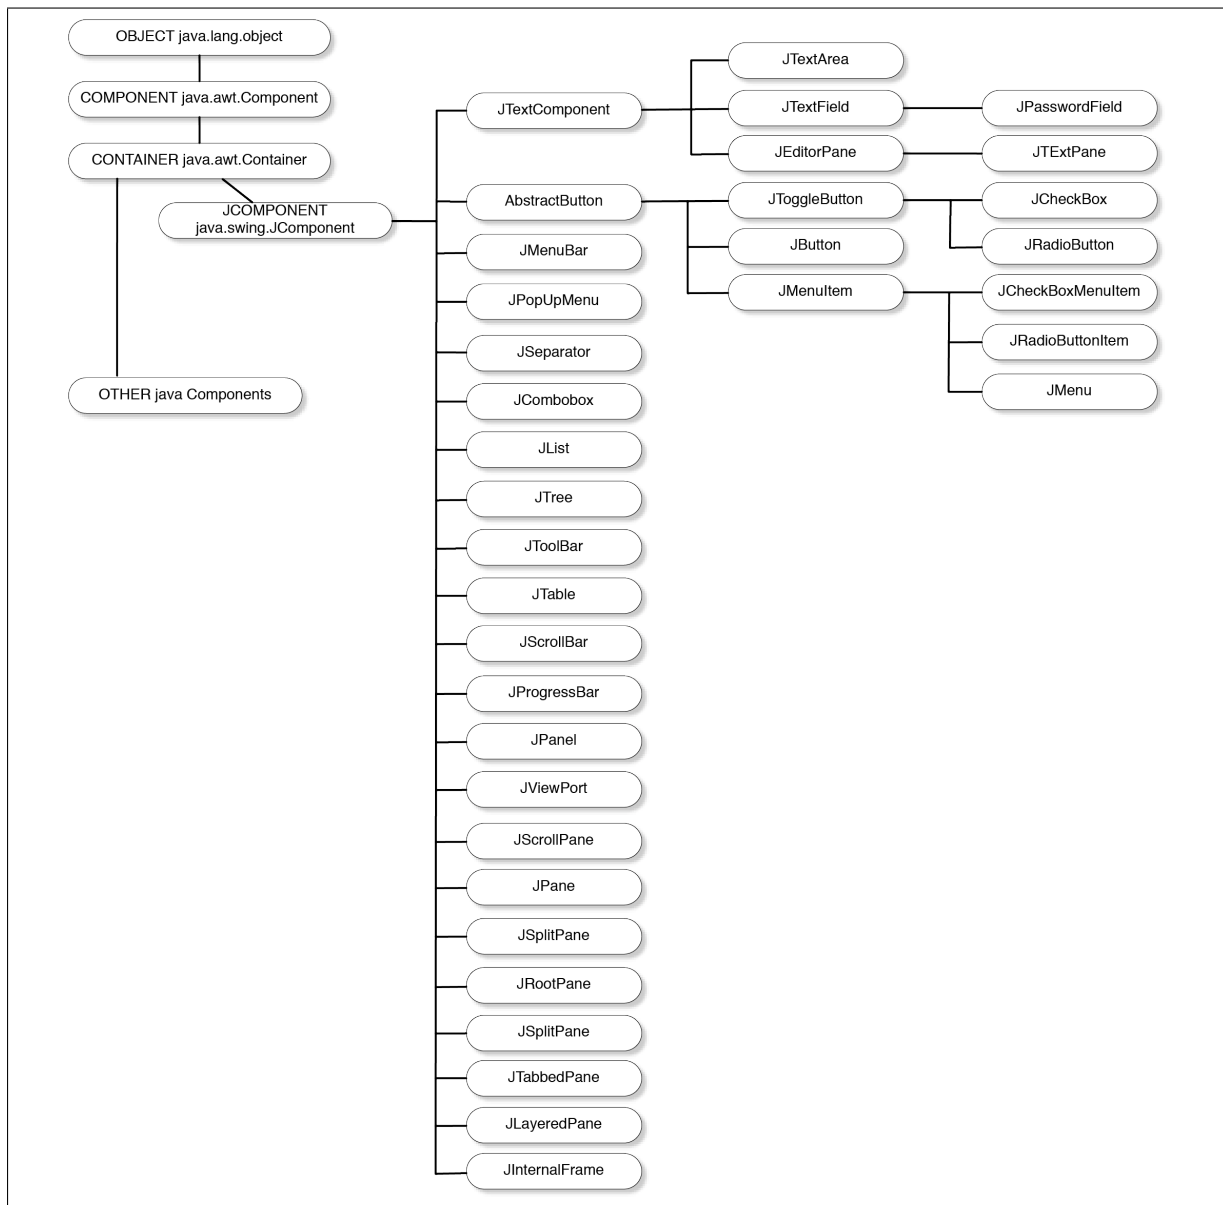 OBJECT java.lang.object
COMPONENT java.awt.Component
CONTAINER java.awt.Container
JCOMPONENT
java.swing.JComponent
OTHER java Components
JTextComponent
JTextArea
JTextField
JPasswordField
JEditorPane
JTExtPane
AbstractButton
JToggleButton
JCheckBox
JRadioButton
JButton
JMenuItem
JCheckBoxMenuItem
JRadioButtonItem
JMenu
JMenuBar
JPopUpMenu
JSeparator
JCombobox
JList
JTree
JToolBar
JTable
JScrollBar
JProgressBar
JPanel
JViewPort
JScrollPane
JPane
JSplitPane
JRootPane
JSplitPane
JTabbedPane
JLayeredPane
JInternalFrame